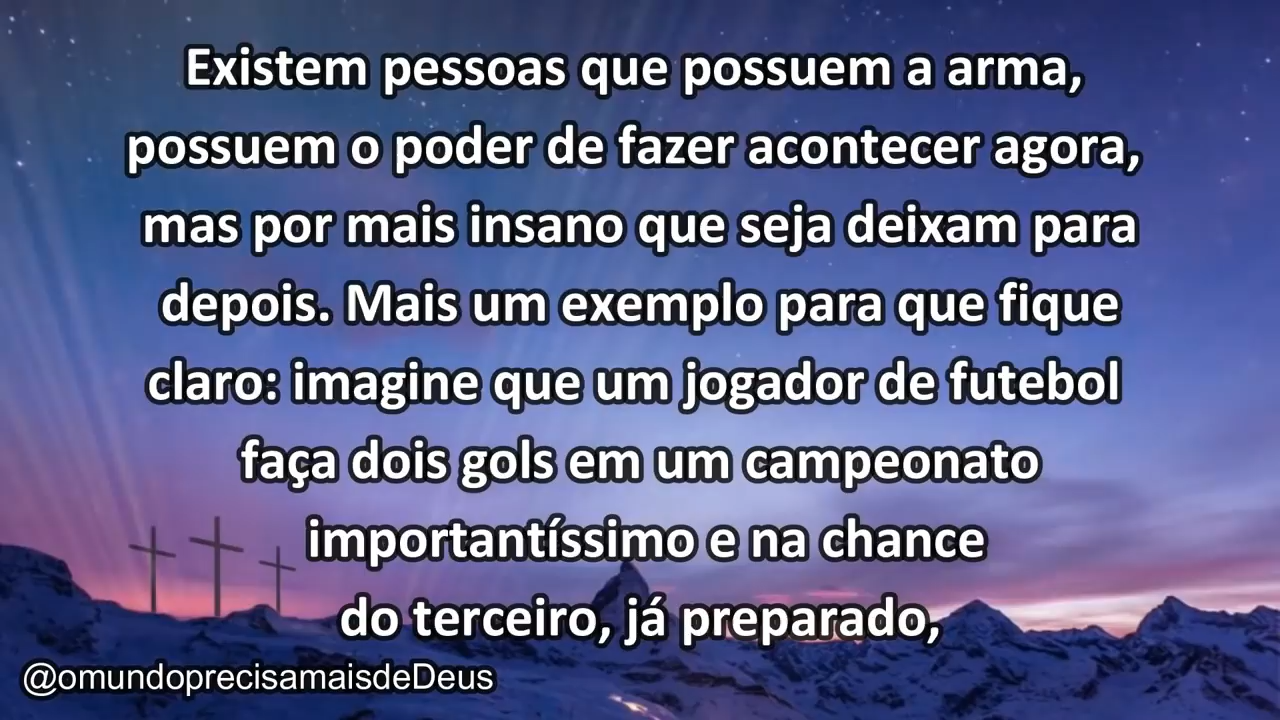 Existem pessoas que possuem a arma,
possuem o poder de fazer acontecer agora,
mas por mais insano que seja deixam para
depois. Mais um exemplo para que fique
claro: imagine que um jogador de futebol
faça dois gols em um campeonato
importantíssimo e na chance
do terceiro, já preparado,
@omundoprecisamaisdeDeus